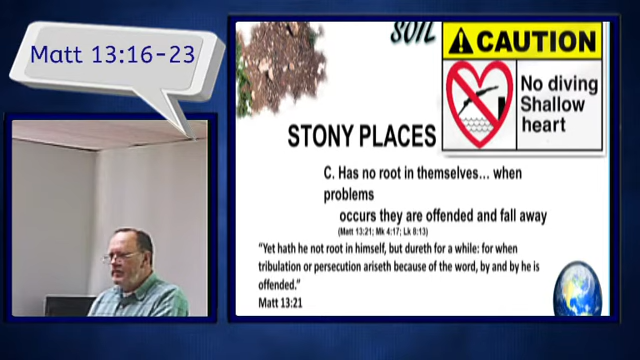 Matt 13:16-23
SOIL
CAUTION
No diving
Shallow
heart
STONY PLACES
C. Has no root in themselves... when
problems
occurs they are offended and fall away
(Matt 13:21; Mk 4:17; Lk 8:13)
“Yet hath he not root in himself, but dureth for a while: for when
tribulation or persecution ariseth because of the word, by and by he is
offended.”
Matt 13:21